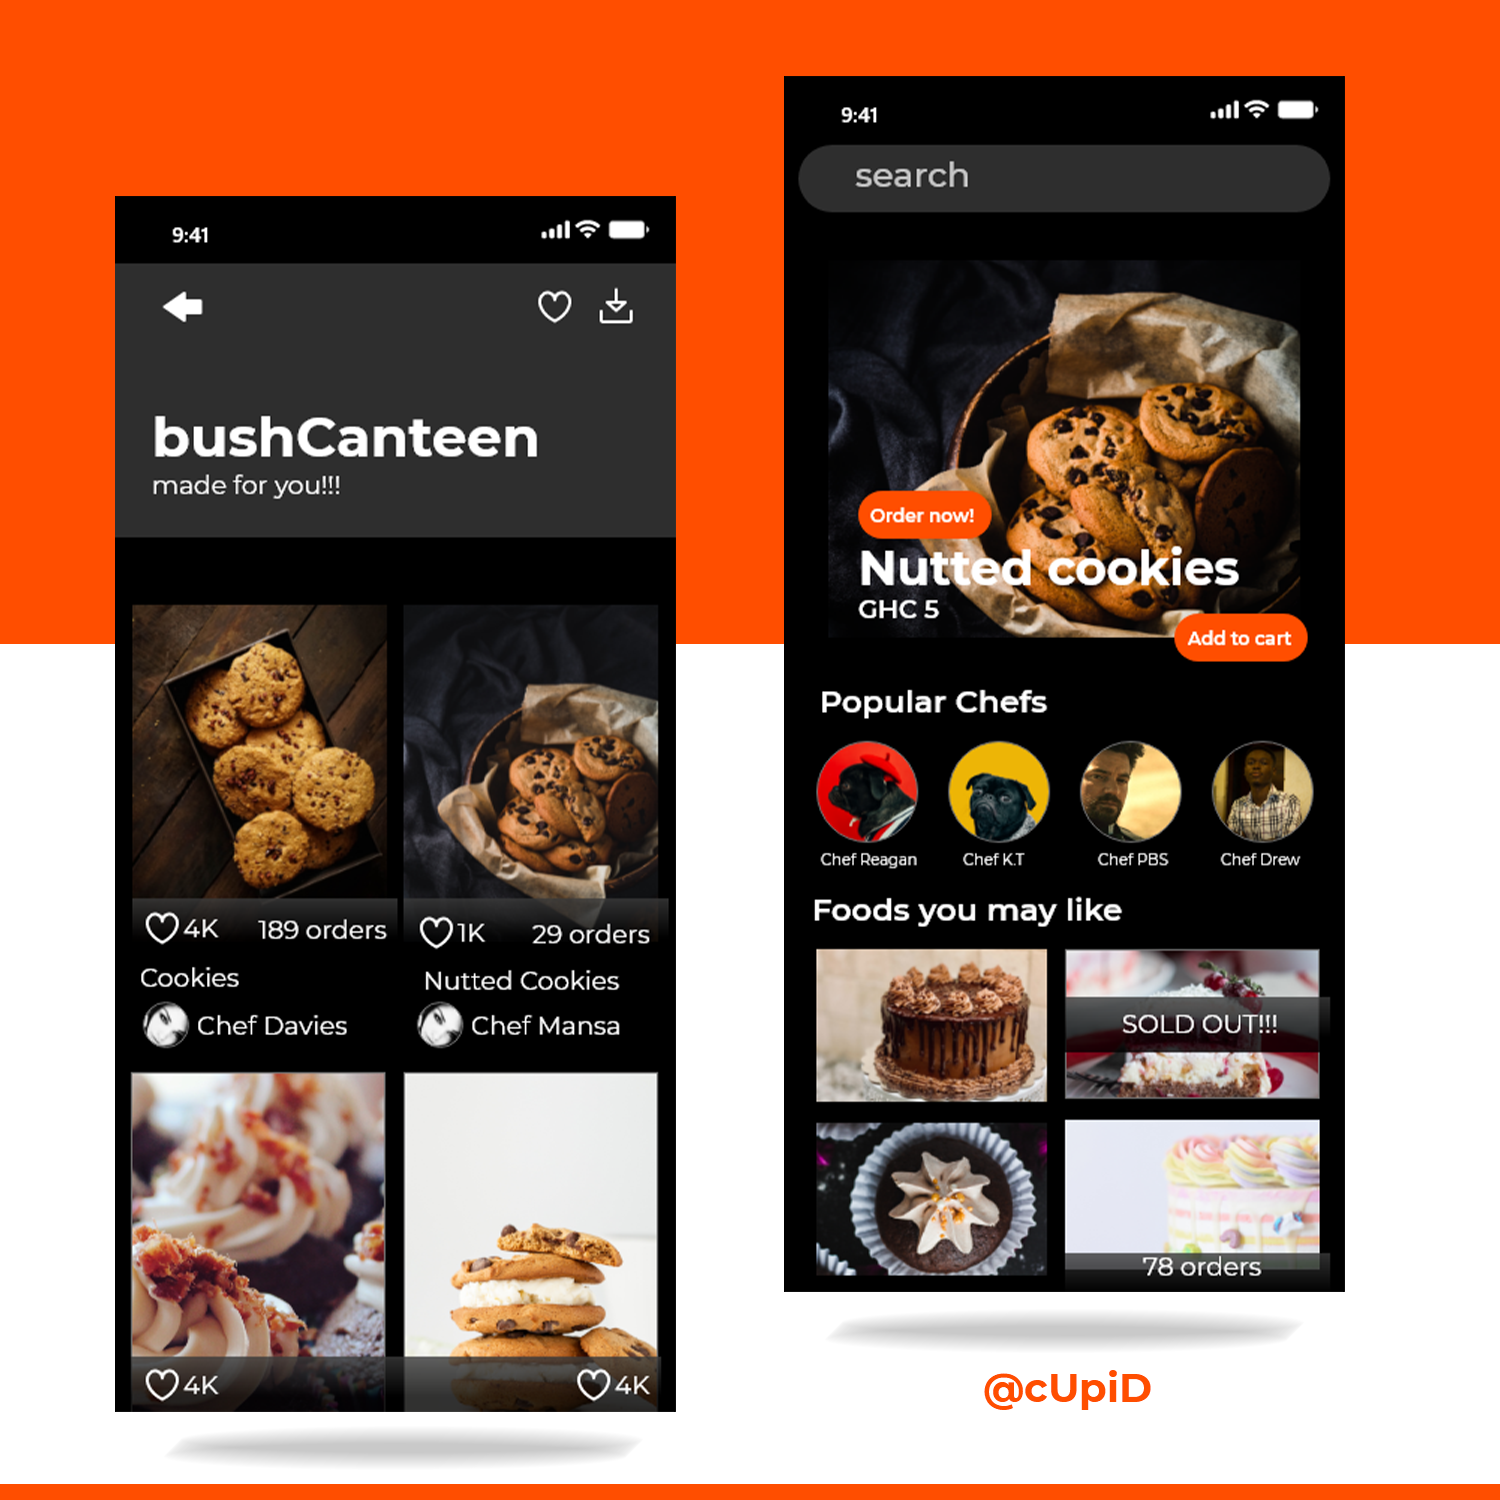 9:41
bushCanteen
made for you!!!
4K
189 orders
1K
29 orders
Cookies
Nutted Cookies
Chef Davies
Chef Mansa
4K
4K
9:41
search
Order now!
Nutted cookies
GHC 5
Add to cart
Popular Chefs
Chef Reagan
Chef K.T
Chef PBS
Chef Drew
Foods you may like
SOLD OUT!!!
78 orders
@cUpiD